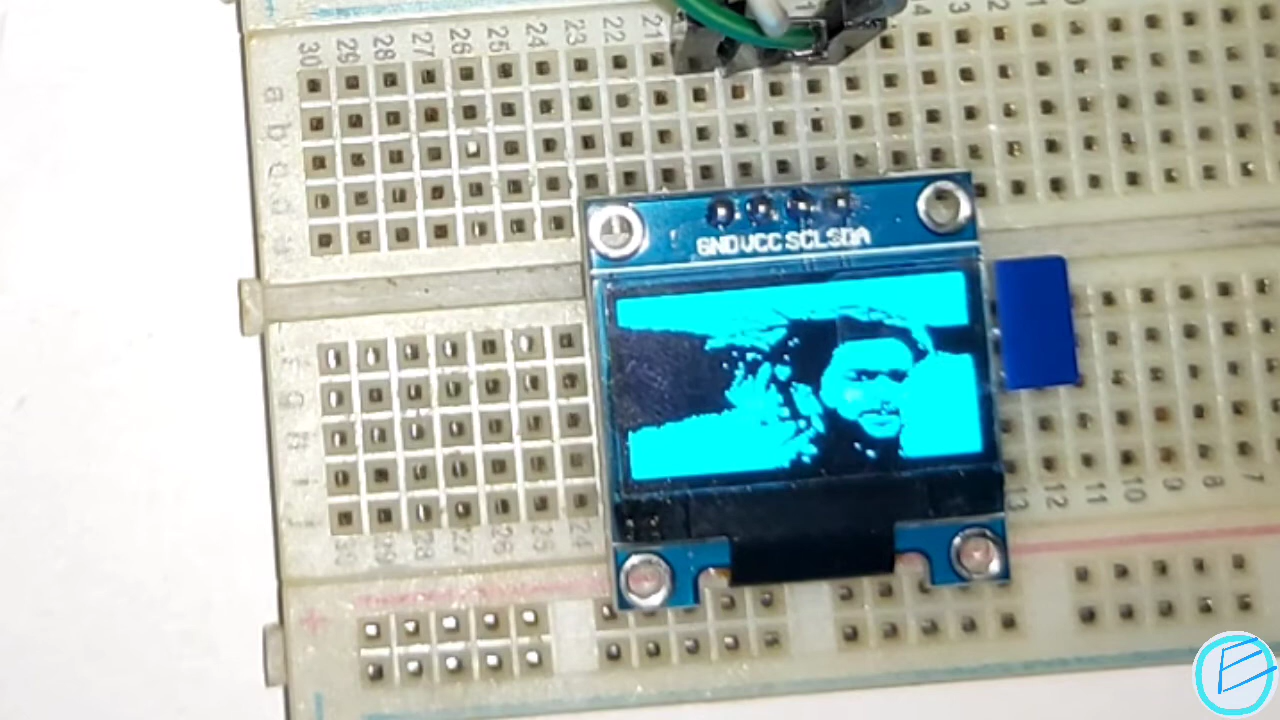 30 29 28 27 26 25 24 23 22 21
a
b
GND VCC SCL SDA
30 29 28 27 26 25 24
13 12 11 10 9 8 7
+